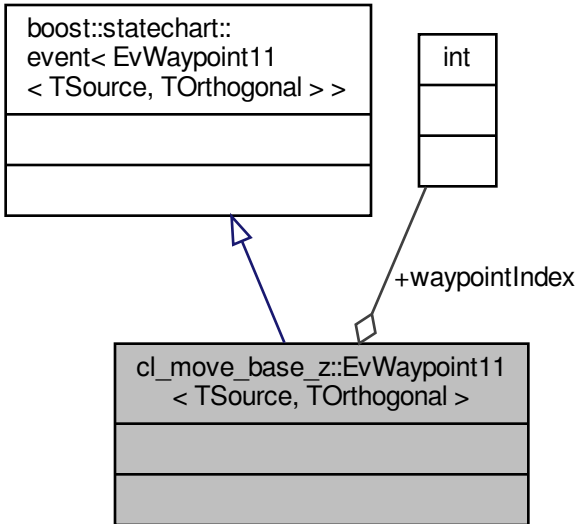 boost::statechart::
event< EvWaypoint11
< TSource, TOrthogonal > >
int
+waypointIndex
cl_move_base_z::EvWaypoint11
< TSource, TOrthogonal >